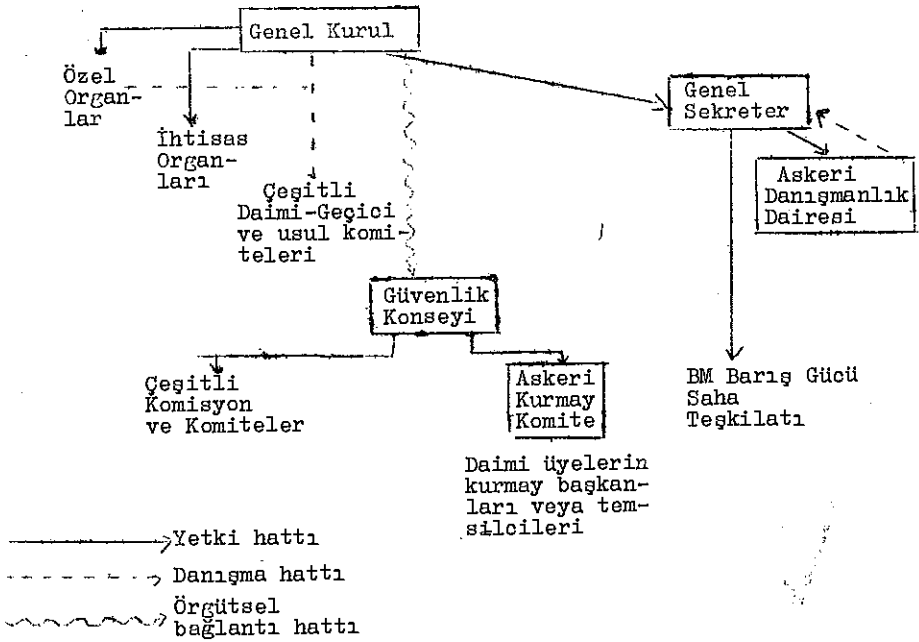 Genel Kurul
Özel
Organ-
lar
İhtisas
Organ-
ları
Çeşitli
Daimi-Geçici
ve usul komi-
teleri
Genel
Sekreter
Askeri
Danışmanlık
Dairesi
Güvenlik
Konseyi
Çeşitli
Komisyon
ve Komiteler
Askeri
Kurmay
Komite
Daimi üyelerin
kurmay başkan-
ları veya tem-
silcileri
BM Barış Gücü
Saha
Teşkilatı
Yetki hattı
Danışma hattı
Örgütsel
bağlantı hattı